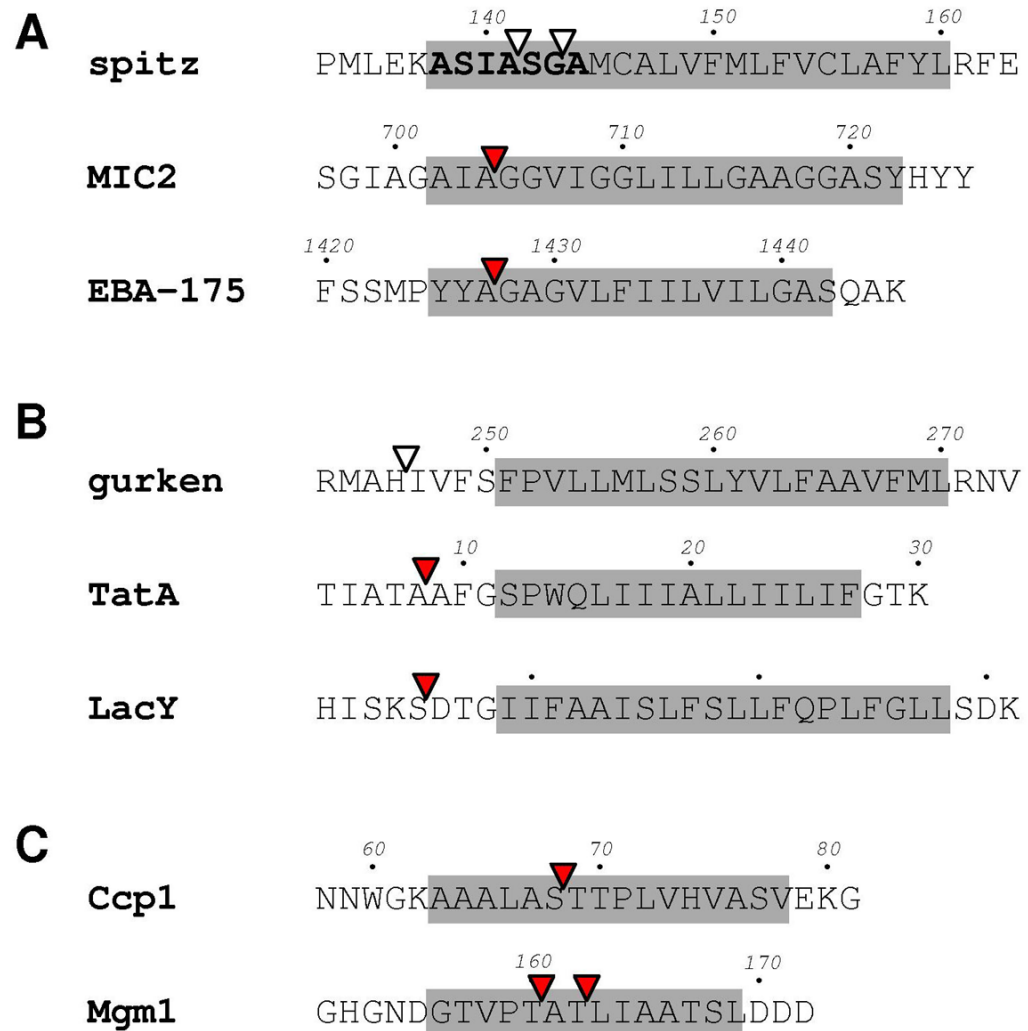 A
140 150 160
spitz PMLEKASIASGAMCALVFMLFVCLAFYLRFE
700 710 720
MIC2 SGIAGAIAGGVIGGLILLGAAGGASYHYY
1420 1430 1440
EBA-175 FSSMPYYAGAGVLFIILVILGASQAK
B
250 260 270
gurken RMAHIVFSFPVLLMLSSLYVLFAAVFMLRNV
10 20 30
TatA TIATAAFGSPWQLIIIALLIILIFGTK
LacY HISKSDTGIIFAAISLFSLLFQPLFGLLSDK
C
60 70 80
Ccp1 NNWGKAAALASTTPLVHVASVEKG
160 170
Mgm1 GHGNDGTVPTATLIAATSLDDD